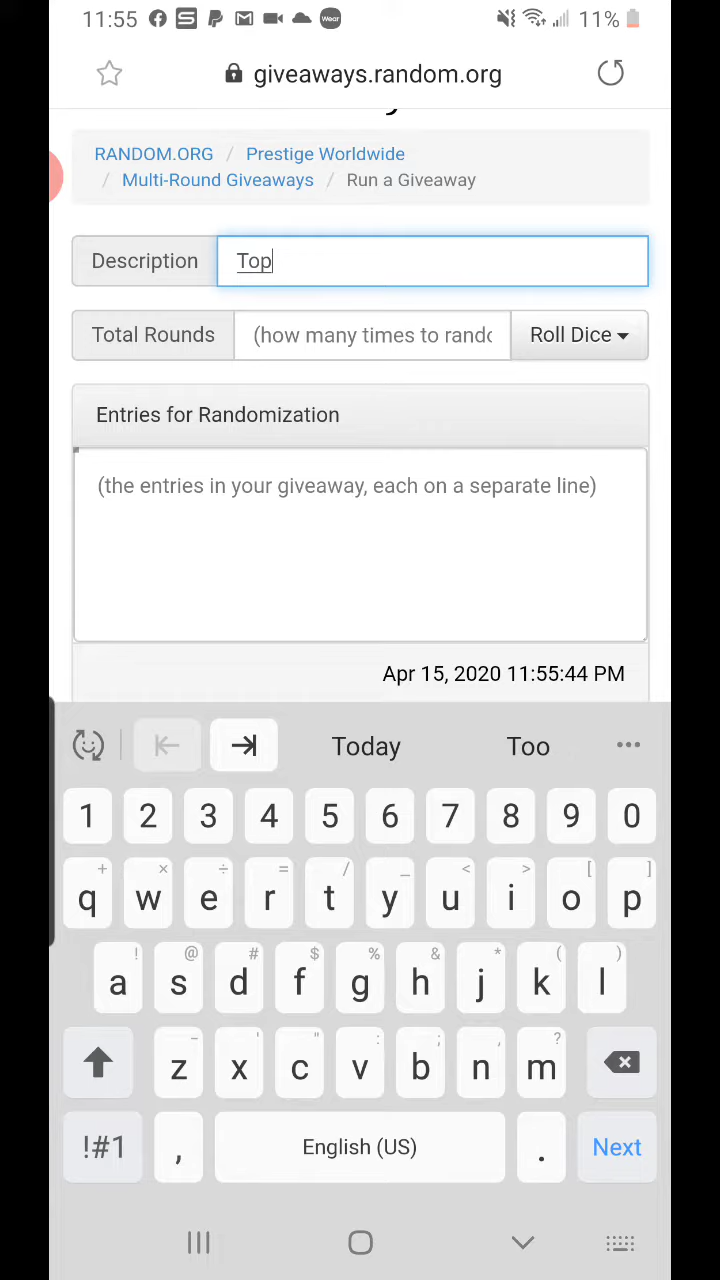 11:55 Wear 11%
giveaways.random.org
RANDOM.ORG / Prestige Worldwide
/ Multi-Round Giveaways / Run a Giveaway
Description Top
Total Rounds (how many times to rando Roll Dice
Entries for Randomization
(the entries in your giveaway, each on a separate line)
Apr 15, 2020 11:55:44 PM
Today Too ...
1 2 3 4 5 6 7 8 9 0
+ × ÷ = / _ < > [ ]
q w e r t y u i o p
! @ # $ % & * ( )
a s d f g h j k l
- ' " : ; , ?
z x c v b n m
!#1 , English (US) . Next